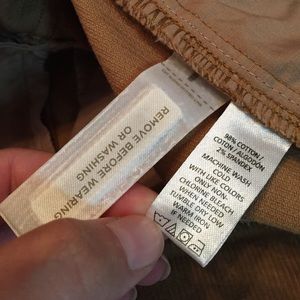 REMOVE BEFORE WEARING
OR WASHING
98% COTTON /
COTON / ALGODÓN
2% SPANDEX
MACHINE WASH
COLD
WITH LIKE COLORS
ONLY NON-
CHLORINE BLEACH
WHEN NEEDED
TUMBLE DRY LOW
WARM IRON
IF NEEDED